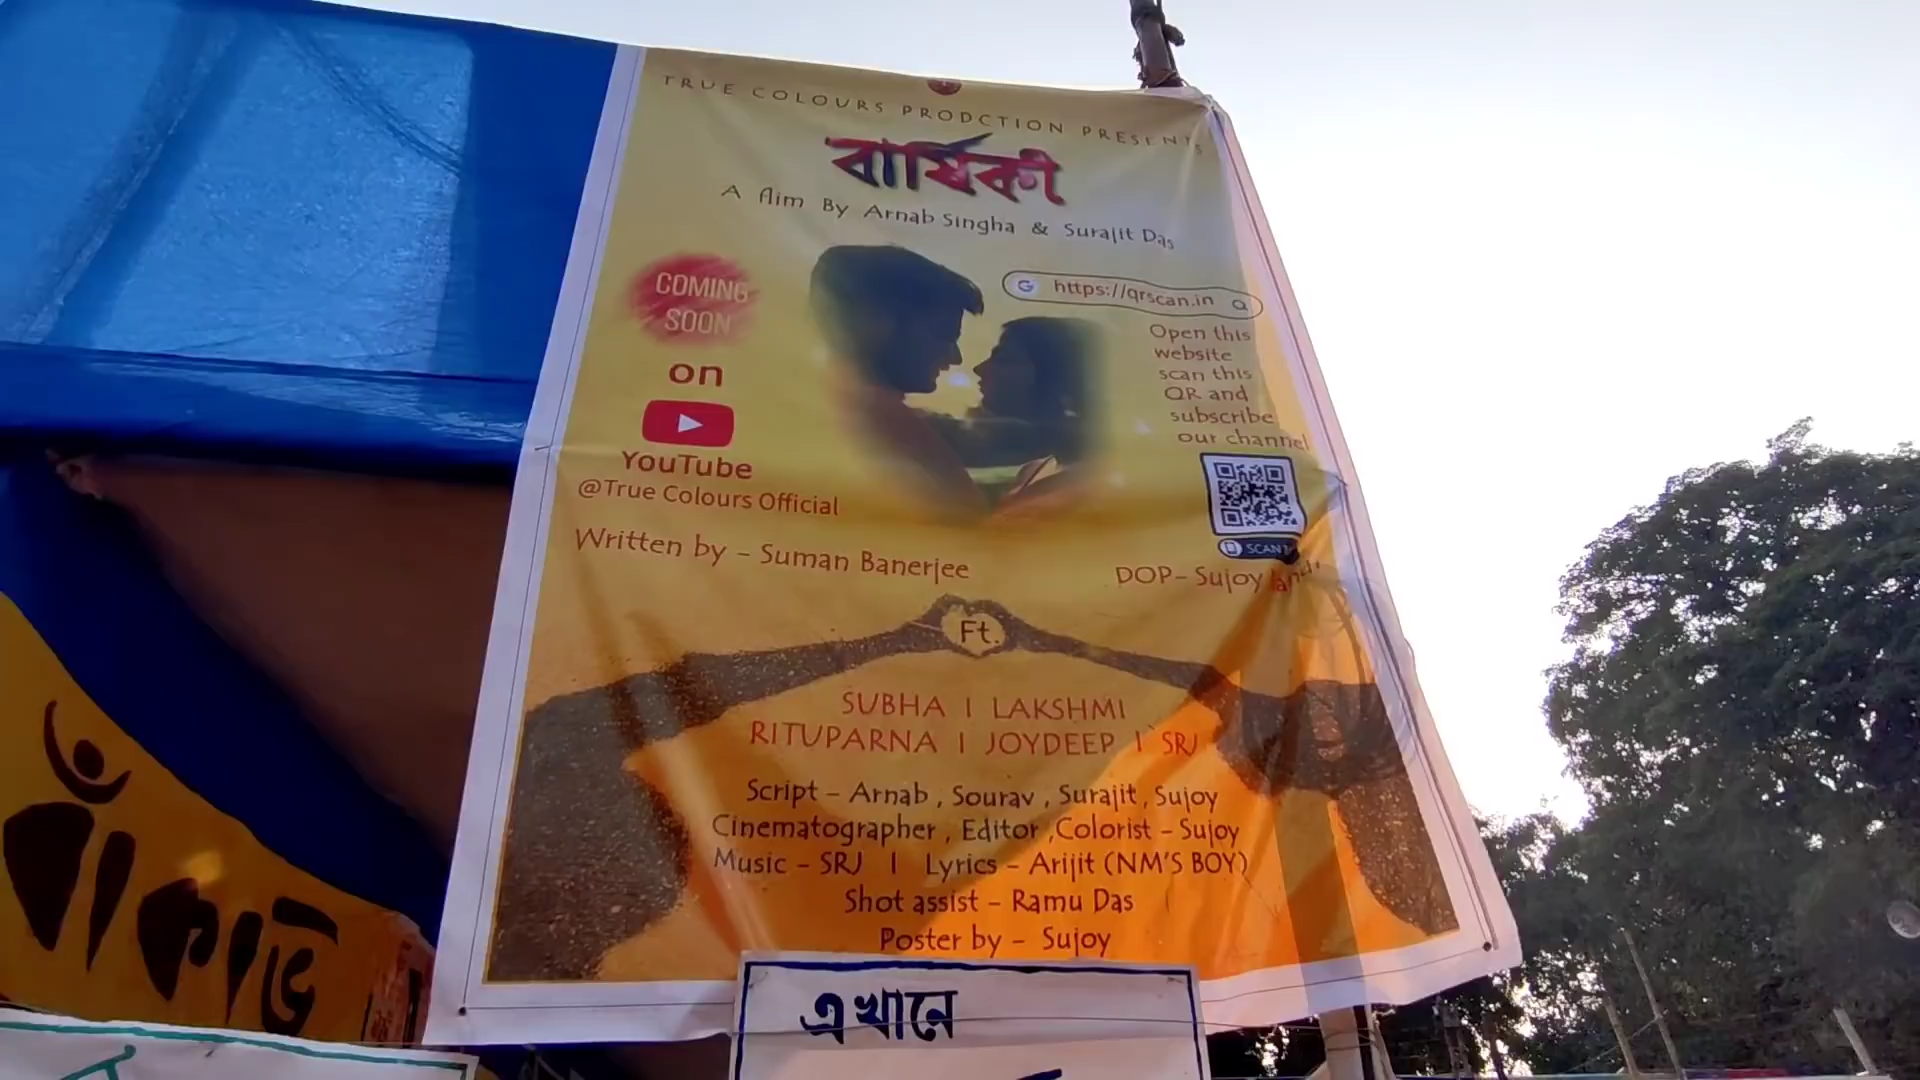 TRUE COLOURS PRODCTION PRESENTS
বার্ষিকী
A flim By Arnab Singha & Surajit Das
COMING
SOON
on
YouTube
@True Colours Official
https://qrscan.in
Open this
website
scan this
QR and
subscribe
our channel
SCAN
Written by - Suman Banerjee
DOP- Sujoy
Ft.
SUBHA | LAKSHMI
RITUPARNA | JOYDEEP | SRJ
Script - Arnab , Sourav , Surajit , Sujoy
Cinematographer , Editor ,Colorist - Sujoy
Music - SRJ | Lyrics - Arijit (NM'S BOY)
Shot assist - Ramu Das
Poster by - Sujoy
এখানে